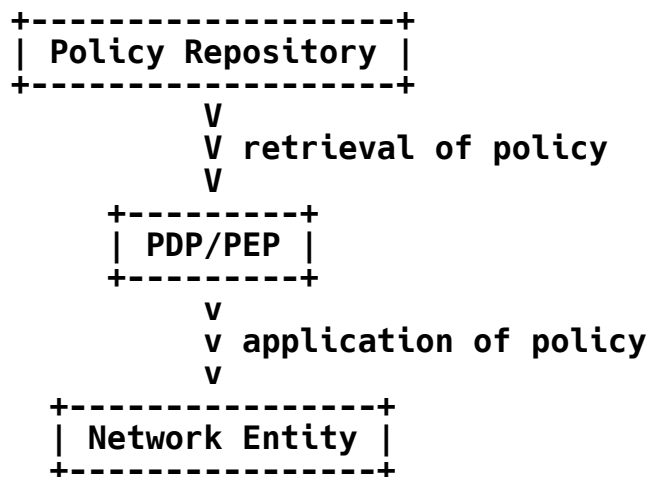 +-------------------+
| Policy Repository |
+-------------------+
          V
          V retrieval of policy
          V
     +---------+
     | PDP/PEP |
     +---------+
          v
          v application of policy
          v
  +----------------+
  | Network Entity |
  +----------------+